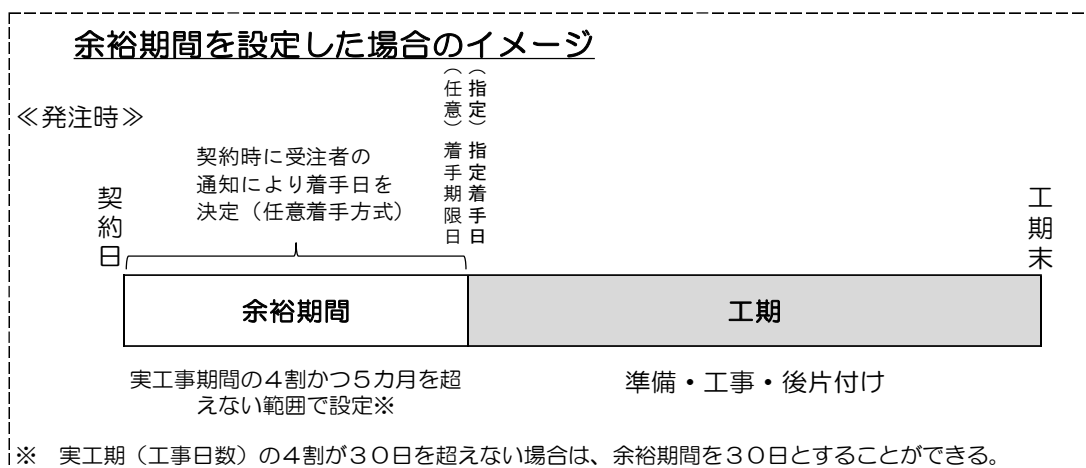 余裕期間を設定した場合のイメージ
≪発注時≫
契約日
契約時に受注者の
通知により着手日を
決定（任意着手方式）
（任意）着手期限日
（指定）指定着手日
工期末
余裕期間
工期
実工事期間の４割かつ５カ月を超
えない範囲で設定※
準備・工事・後片付け
※　実工期（工事日数）の４割が３０日を超えない場合は、余裕期間を３０日とすることができる。